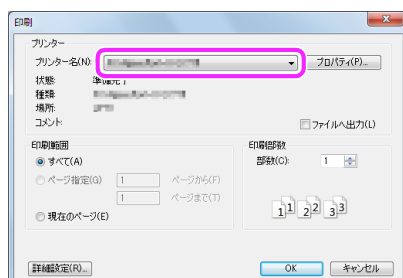 印刷
プリンター
プリンター名(N):
プロパティ(P)...
状態: 準備完了
種類:
場所:
コメント:
ファイルへ出力(L)
印刷範囲
すべて(A)
ページ指定(G) 1 ページから(F)
1 ページまで(T)
現在のページ(E)
印刷部数
部数(C): 1
1 1 2 2 3 3
詳細設定(R)...
OK
キャンセル